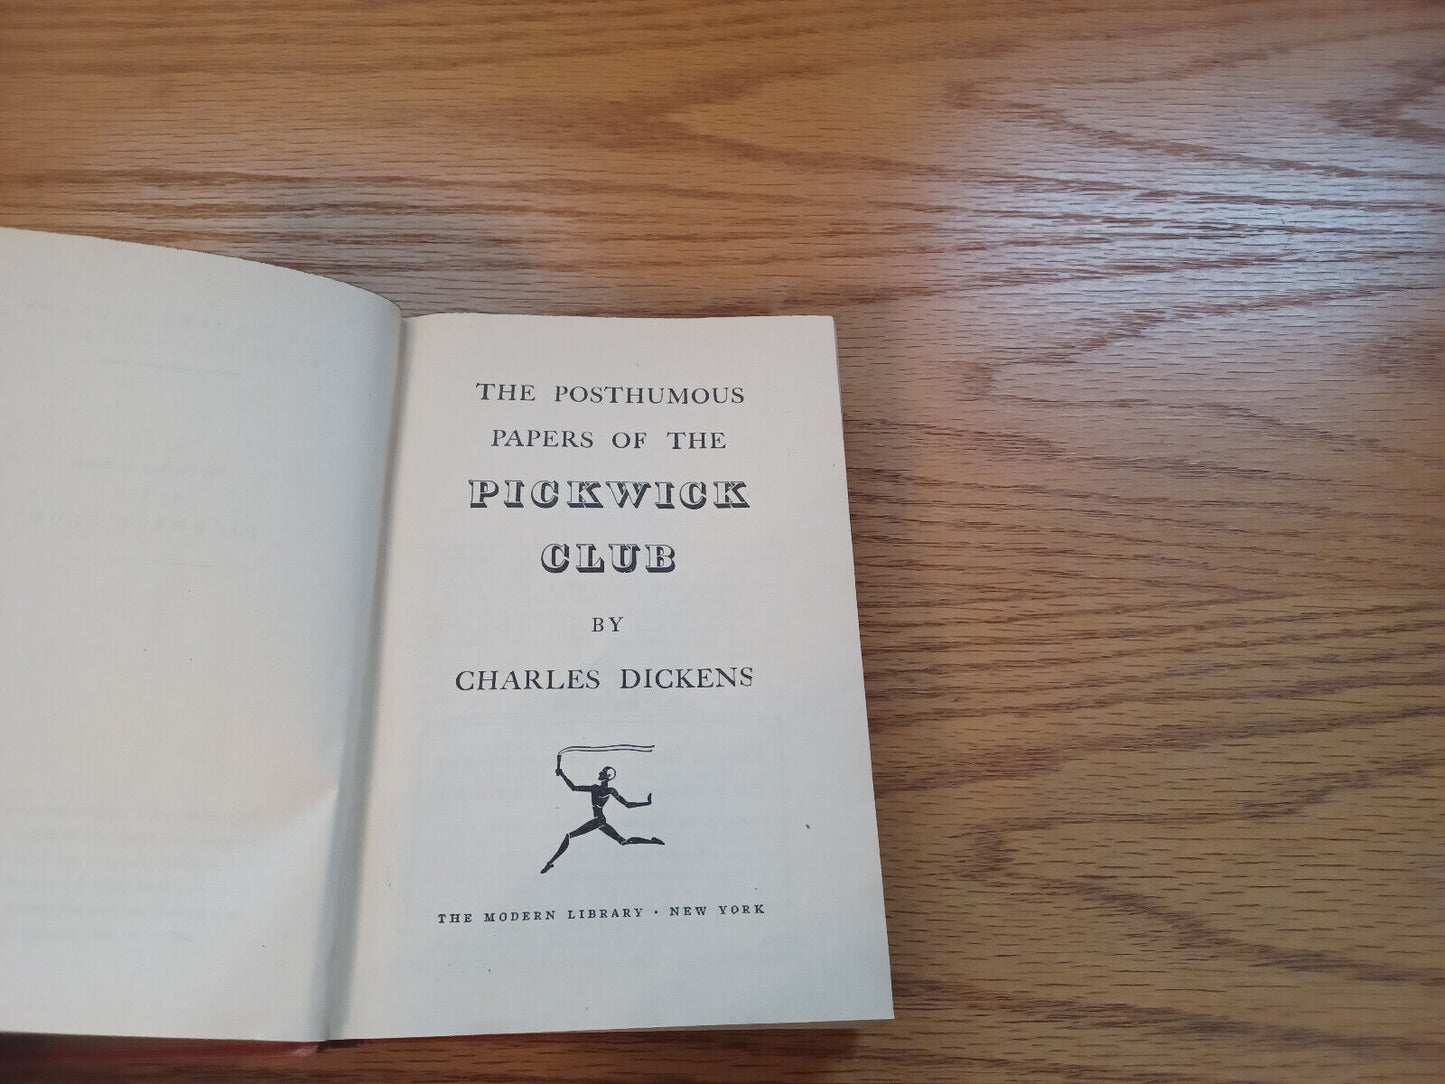 THE POSTHUMOUS
PAPERS OF THE
PICKWICK
CLUB
BY
CHARLES DICKENS
THE MODERN LIBRARY · NEW YORK